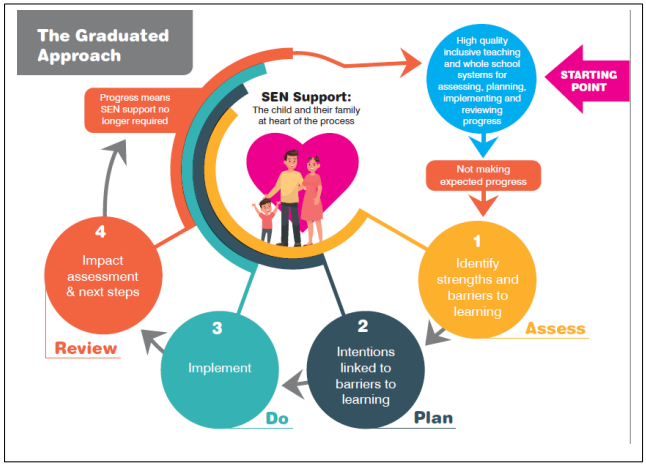 The Graduated
Approach
High quality
inclusive teaching
and whole school
systems for
assessing, planning,
implementing and
reviewing
progress
STARTING
POINT
Progress means
SEN support no
longer required
SEN Support:
The child and their family
at heart of the process
Not making
expected progress
1
Identify
strengths and
barriers to
learning
Assess
2
Intentions
linked to
barriers to
learning
Plan
3
Implement
Do
4
Impact
assessment
& next steps
Review